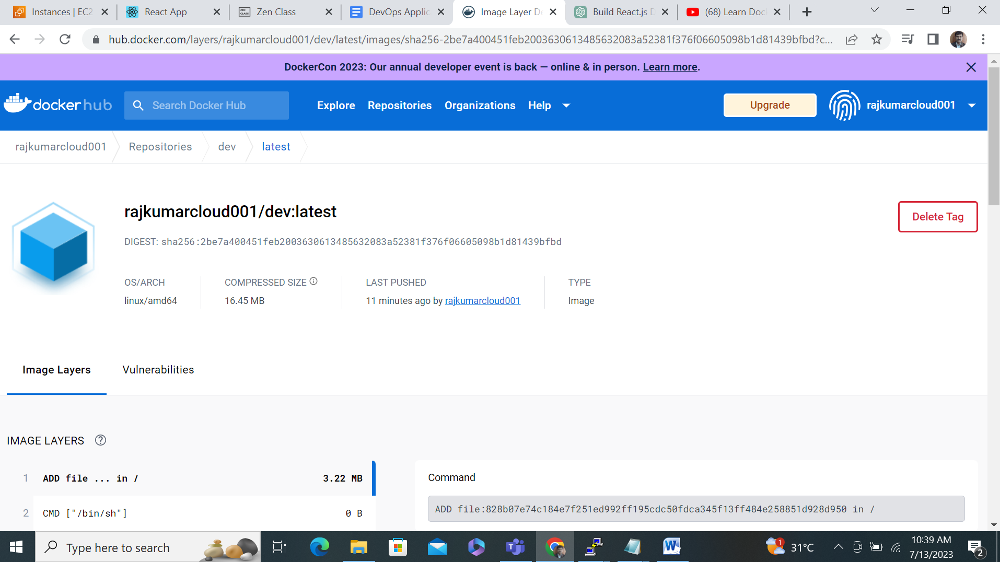 Instances | EC2
React App
Zen Class
DevOps Applic
Image Layer De
Build React.js D
(68) Learn Doc
hub.docker.com/layers/rajkumarcloud001/dev/latest/images/sha256-2be7a400451feb2003630613485632083a52381f376f06605098b1d81439bfbd?c...
DockerCon 2023: Our annual developer event is back — online & in person. Learn more.
dockerhub
Search Docker Hub
Explore
Repositories
Organizations
Help
Upgrade
rajkumarcloud001
rajkumarcloud001
Repositories
dev
latest
rajkumarcloud001/dev:latest
Delete Tag
DIGEST: sha256:2be7a400451feb2003630613485632083a52381f376f06605098b1d81439bfbd
OS/ARCH
COMPRESSED SIZE
LAST PUSHED
TYPE
linux/amd64
16.45 MB
11 minutes ago by rajkumarcloud001
Image
Image Layers
Vulnerabilities
IMAGE LAYERS
1 ADD file ... in / 3.22 MB
Command
ADD file:828b07e74c184e7f251ed992ff195cdc50fdca345f13ff484e258851d928d950 in /
2 CMD ["/bin/sh"] 0 B
Type here to search
1
31°C
10:39 AM
7/13/2023
2